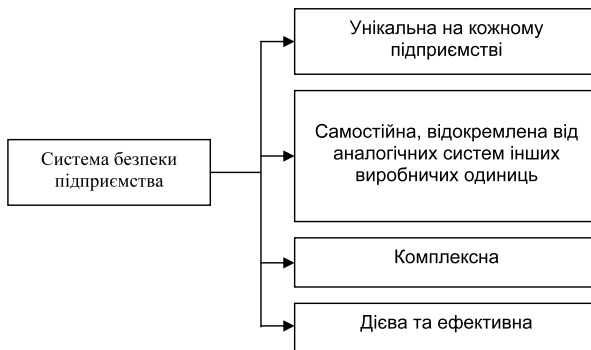 Унікальна на кожному
підприємстві
Самостійна, відокремлена від
аналогічних систем інших
виробничих одиниць
Система безпеки
підприємства
Комплексна
Дієва та ефективна